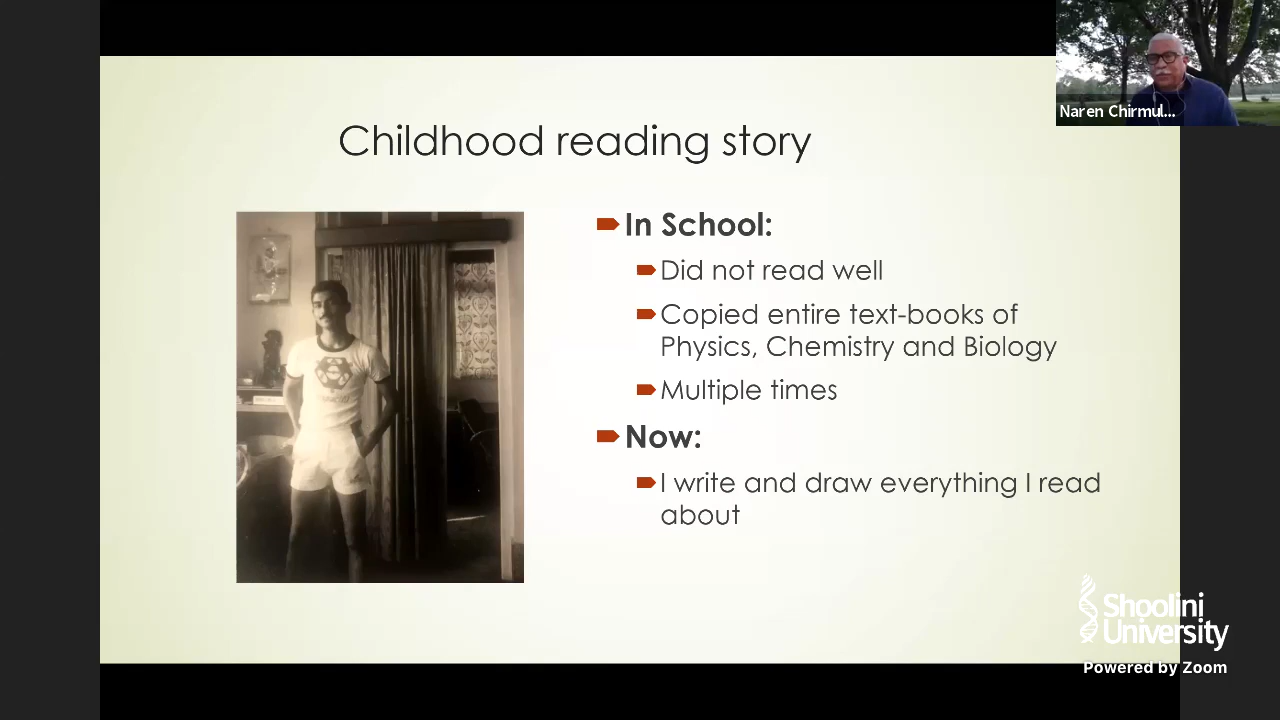 Naren Chirmul...
Childhood reading story
In School:
Did not read well
Copied entire text-books of
Physics, Chemistry and Biology
Multiple times
Now:
I write and draw everything I read
about
Shoolini
University
Powered by Zoom